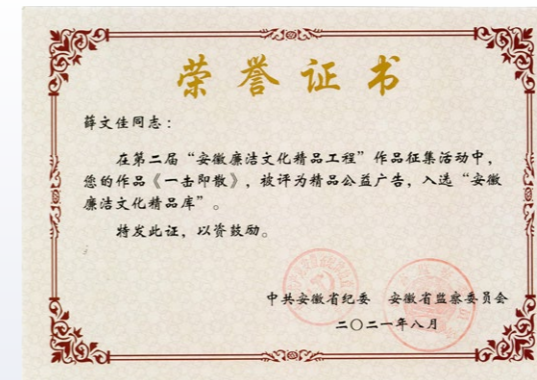 荣誉证书
薛文佳同志：
在第二届“安徽廉洁文化精品工程”作品征集活动中，
您的作品《一击即散》，被评为精品公益广告，入选“安徽
廉洁文化精品库”。
特发此证，以资鼓励。
中共安徽省纪委 安徽省监察委员会
二〇二一年八月